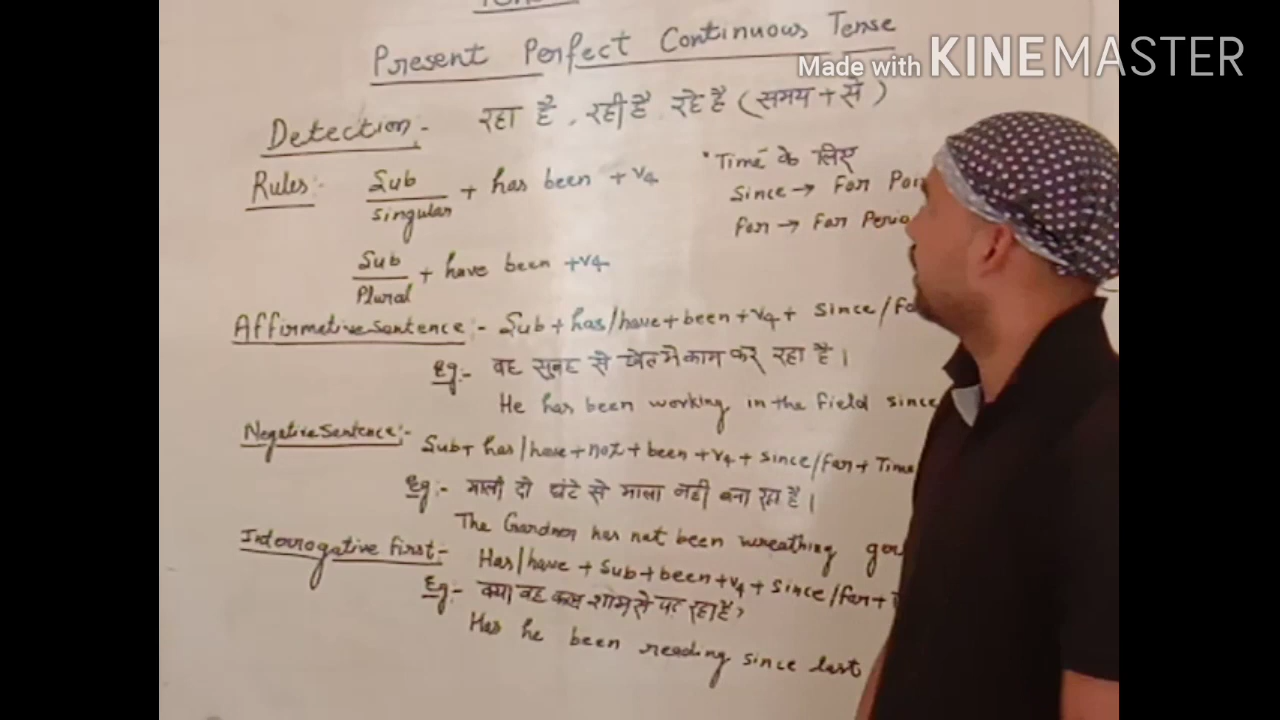 Present Perfect Continuous Tense
Made with KINEMASTER
Detection:- रहा है , रही है , रहे है ( समय + से )
"Time" के लिए
Rules:- Sub/singular + has been + v4
Since → For Poi
For → For Perio
Sub/Plural + have been + v4
Affirmative sentence :- Sub + has/have + been + v4 + since/Fo
Eg:- वह सुबह से खेत मे काम कर रहा है ।
He has been working in the field since
Negative sentence:- Sub + has/have + not + been + v4 + since/for + Time
Eg:- माली दो घंटे से माला नही बना रहा है ।
The Gardner has not been wreathing
Interrogative First:- Has/have + Sub + been + v4 + since/for +
Eg:- क्या वह कल शाम से पढ़ रहा है ?
Has he been reading since last